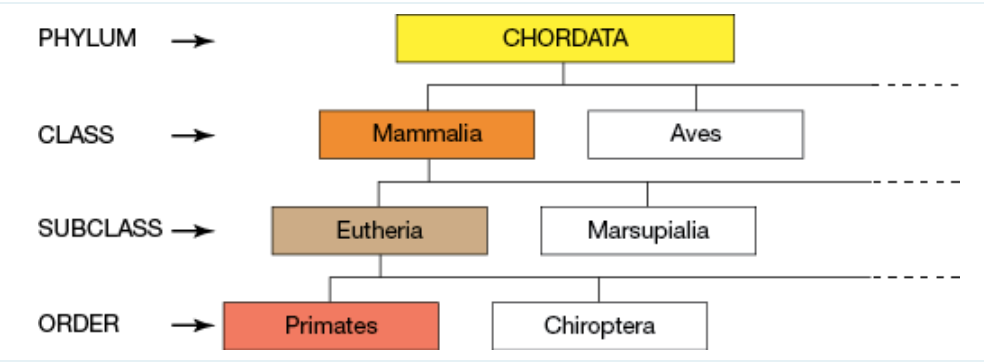 PHYLUM → CHORDATA
CLASS → Mammalia Aves
SUBCLASS → Eutheria Marsupialia
ORDER → Primates Chiroptera